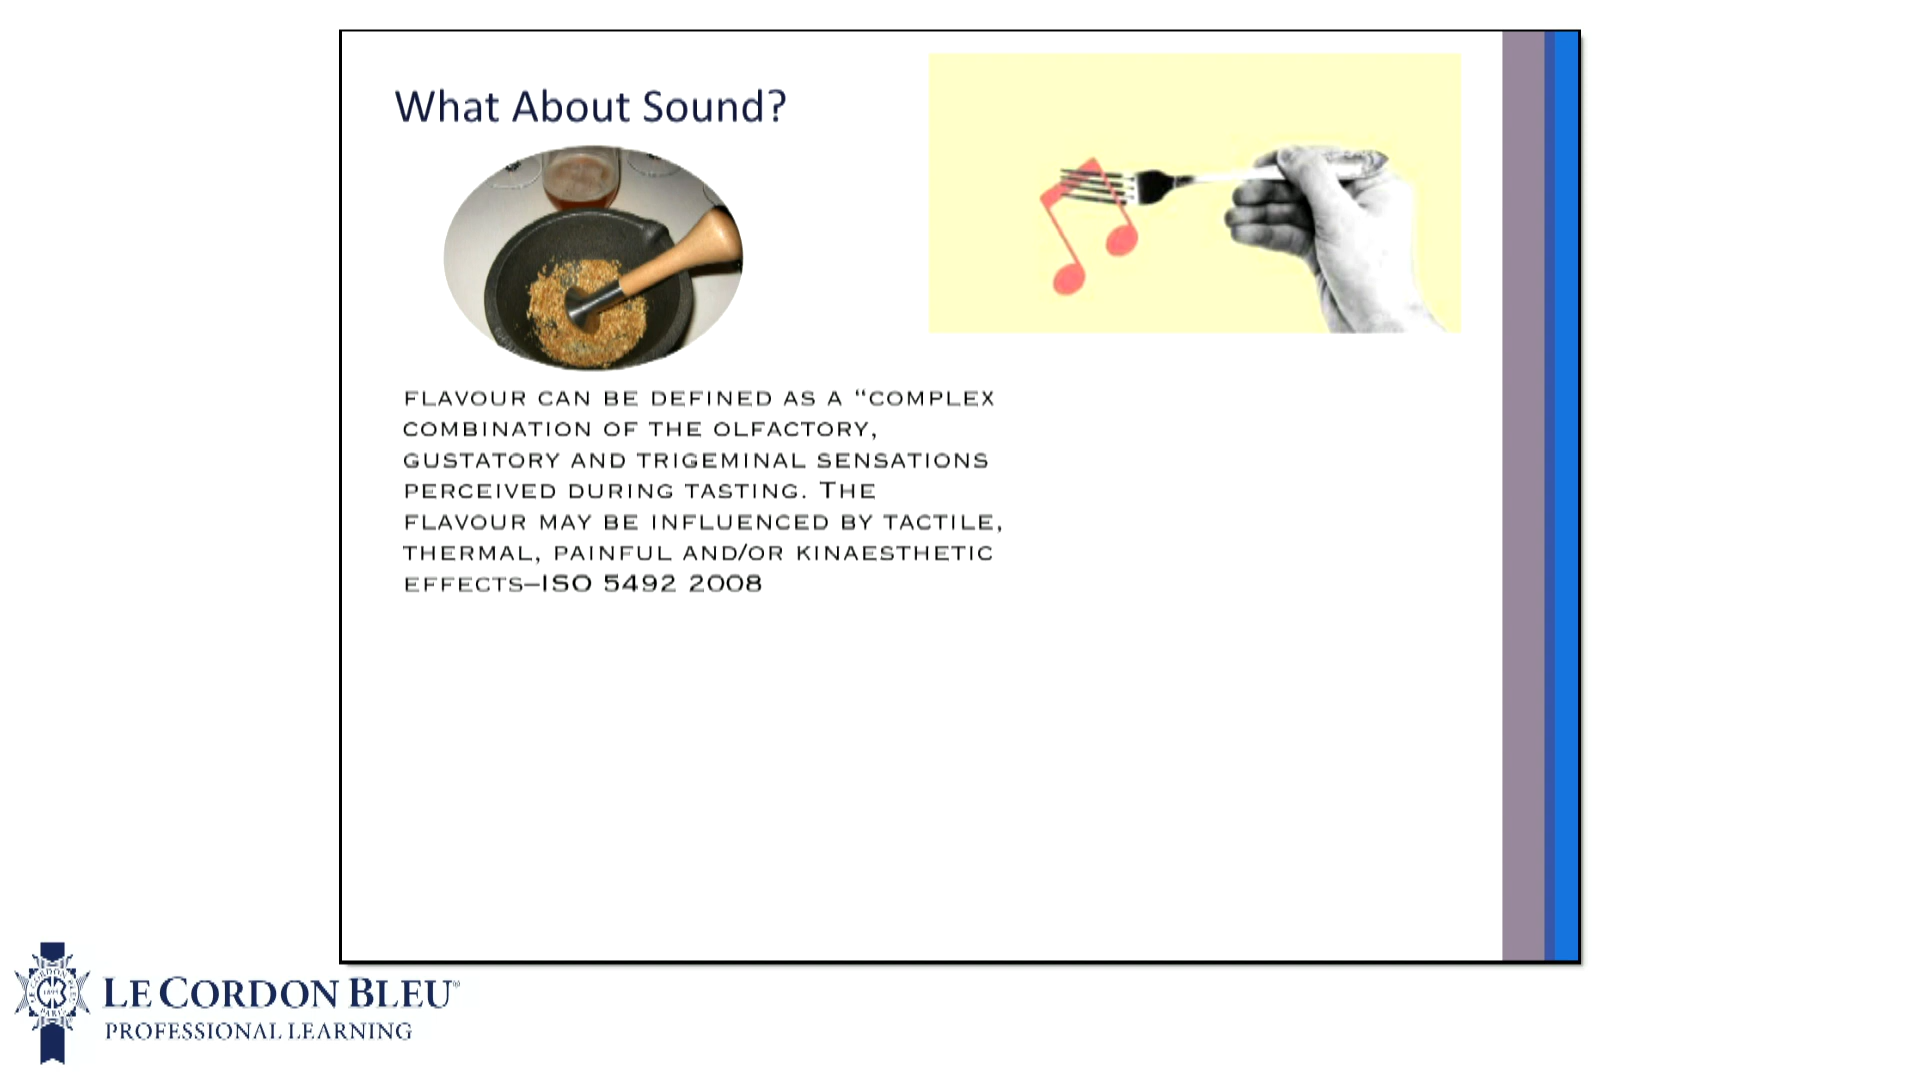 What About Sound?
FLAVOUR CAN BE DEFINED AS A “COMPLEX
COMBINATION OF THE OLFACTORY,
GUSTATORY AND TRIGEMINAL SENSATIONS
PERCEIVED DURING TASTING. THE
FLAVOUR MAY BE INFLUENCED BY TACTILE,
THERMAL, PAINFUL AND/OR KINAESTHETIC
EFFECTS–ISO 5492 2008
LE CORDON BLEU®
PROFESSIONAL LEARNING